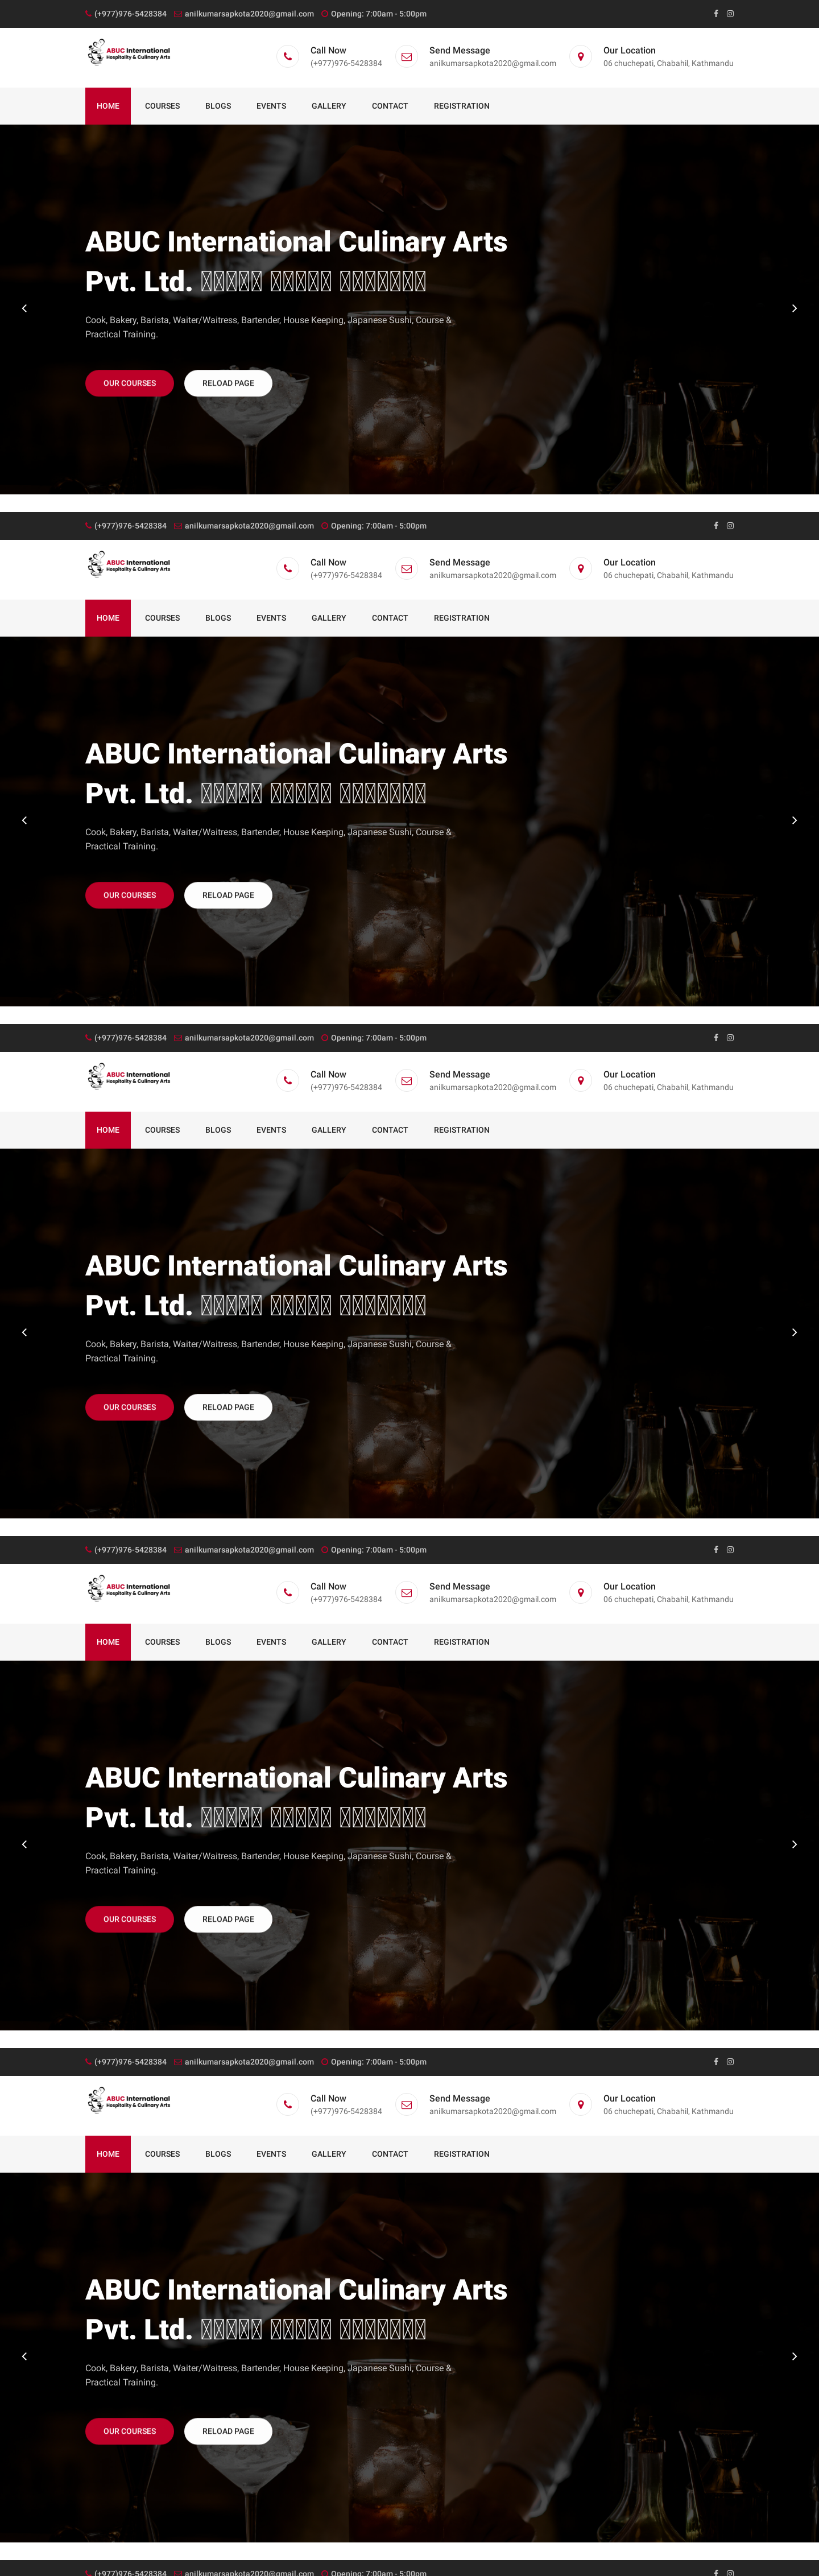 (+977)976-5428384 anilkumarsapkota2020@gmail.com Opening: 7:00am - 5:00pm
ABUC International
Hospitality & Culinary Arts
Call Now
(+977)976-5428384
Send Message
anilkumarsapkota2020@gmail.com
Our Location
06 chuchepati, Chabahil, Kathmandu
HOME COURSES BLOGS EVENTS GALLERY CONTACT REGISTRATION
ABUC International Culinary Arts
Pvt. Ltd.
Cook, Bakery, Barista, Waiter/Waitress, Bartender, House Keeping, Japanese Sushi, Course &
Practical Training.
OUR COURSES RELOAD PAGE
(+977)976-5428384 anilkumarsapkota2020@gmail.com Opening: 7:00am - 5:00pm
ABUC International
Hospitality & Culinary Arts
Call Now
(+977)976-5428384
Send Message
anilkumarsapkota2020@gmail.com
Our Location
06 chuchepati, Chabahil, Kathmandu
HOME COURSES BLOGS EVENTS GALLERY CONTACT REGISTRATION
ABUC International Culinary Arts
Pvt. Ltd.
Cook, Bakery, Barista, Waiter/Waitress, Bartender, House Keeping, Japanese Sushi, Course &
Practical Training.
OUR COURSES RELOAD PAGE
(+977)976-5428384 anilkumarsapkota2020@gmail.com Opening: 7:00am - 5:00pm
ABUC International
Hospitality & Culinary Arts
Call Now
(+977)976-5428384
Send Message
anilkumarsapkota2020@gmail.com
Our Location
06 chuchepati, Chabahil, Kathmandu
HOME COURSES BLOGS EVENTS GALLERY CONTACT REGISTRATION
ABUC International Culinary Arts
Pvt. Ltd.
Cook, Bakery, Barista, Waiter/Waitress, Bartender, House Keeping, Japanese Sushi, Course &
Practical Training.
OUR COURSES RELOAD PAGE
(+977)976-5428384 anilkumarsapkota2020@gmail.com Opening: 7:00am - 5:00pm
ABUC International
Hospitality & Culinary Arts
Call Now
(+977)976-5428384
Send Message
anilkumarsapkota2020@gmail.com
Our Location
06 chuchepati, Chabahil, Kathmandu
HOME COURSES BLOGS EVENTS GALLERY CONTACT REGISTRATION
ABUC International Culinary Arts
Pvt. Ltd.
Cook, Bakery, Barista, Waiter/Waitress, Bartender, House Keeping, Japanese Sushi, Course &
Practical Training.
OUR COURSES RELOAD PAGE
(+977)976-5428384 anilkumarsapkota2020@gmail.com Opening: 7:00am - 5:00pm
ABUC International
Hospitality & Culinary Arts
Call Now
(+977)976-5428384
Send Message
anilkumarsapkota2020@gmail.com
Our Location
06 chuchepati, Chabahil, Kathmandu
HOME COURSES BLOGS EVENTS GALLERY CONTACT REGISTRATION
ABUC International Culinary Arts
Pvt. Ltd.
Cook, Bakery, Barista, Waiter/Waitress, Bartender, House Keeping, Japanese Sushi, Course &
Practical Training.
OUR COURSES RELOAD PAGE
(+977)976-5428384 anilkumarsapkota2020@gmail.com Opening: 7:00am - 5:00pm